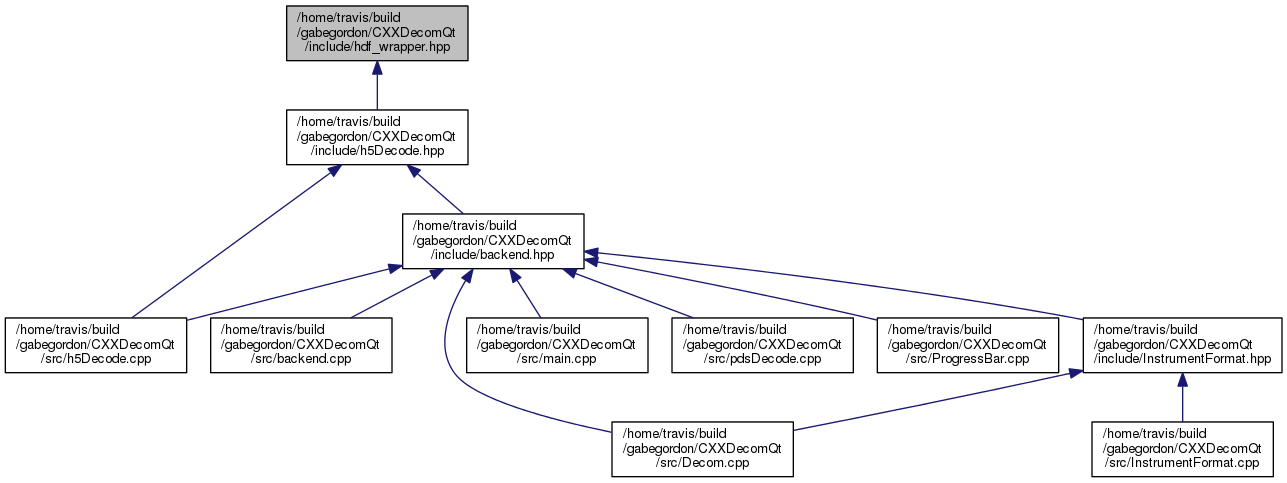 /home/travis/build
/gabegordon/CXXDecomQt
/include/hdf_wrapper.hpp
/home/travis/build
/gabegordon/CXXDecomQt
/include/h5Decode.hpp
/home/travis/build
/gabegordon/CXXDecomQt
/include/backend.hpp
/home/travis/build
/gabegordon/CXXDecomQt
/src/h5Decode.cpp
/home/travis/build
/gabegordon/CXXDecomQt
/src/backend.cpp
/home/travis/build
/gabegordon/CXXDecomQt
/src/main.cpp
/home/travis/build
/gabegordon/CXXDecomQt
/src/pdsDecode.cpp
/home/travis/build
/gabegordon/CXXDecomQt
/src/ProgressBar.cpp
/home/travis/build
/gabegordon/CXXDecomQt
/include/InstrumentFormat.hpp
/home/travis/build
/gabegordon/CXXDecomQt
/src/Decom.cpp
/home/travis/build
/gabegordon/CXXDecomQt
/src/InstrumentFormat.cpp